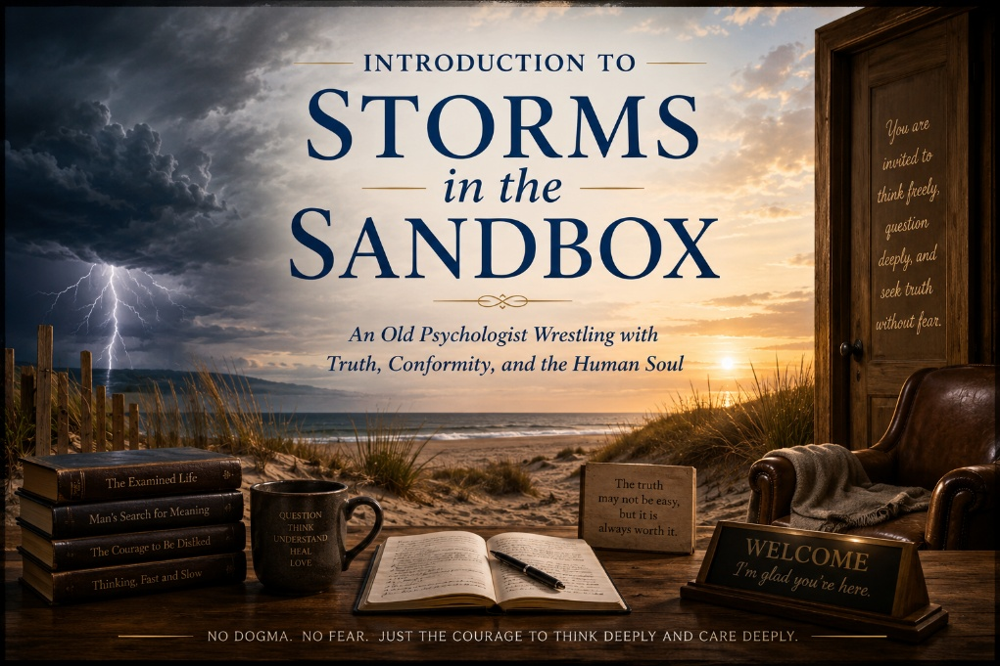 INTRODUCTION TO
STORMS
in the
SANDBOX
An Old Psychologist Wrestling with
Truth, Conformity, and the Human Soul
You are
invited to
think freely,
question
deeply, and
seek truth
without fear.
The Examined Life
Man's Search for Meaning
The Courage to Be Disliked
Thinking, Fast and Slow
QUESTION
THINK
UNDERSTAND
HEAL
LOVE
The truth
may not be easy,
but it is
always worth it.
WELCOME
I'm glad you're here.
NO DOGMA. NO FEAR. JUST THE COURAGE TO THINK DEEPLY AND CARE DEEPLY.